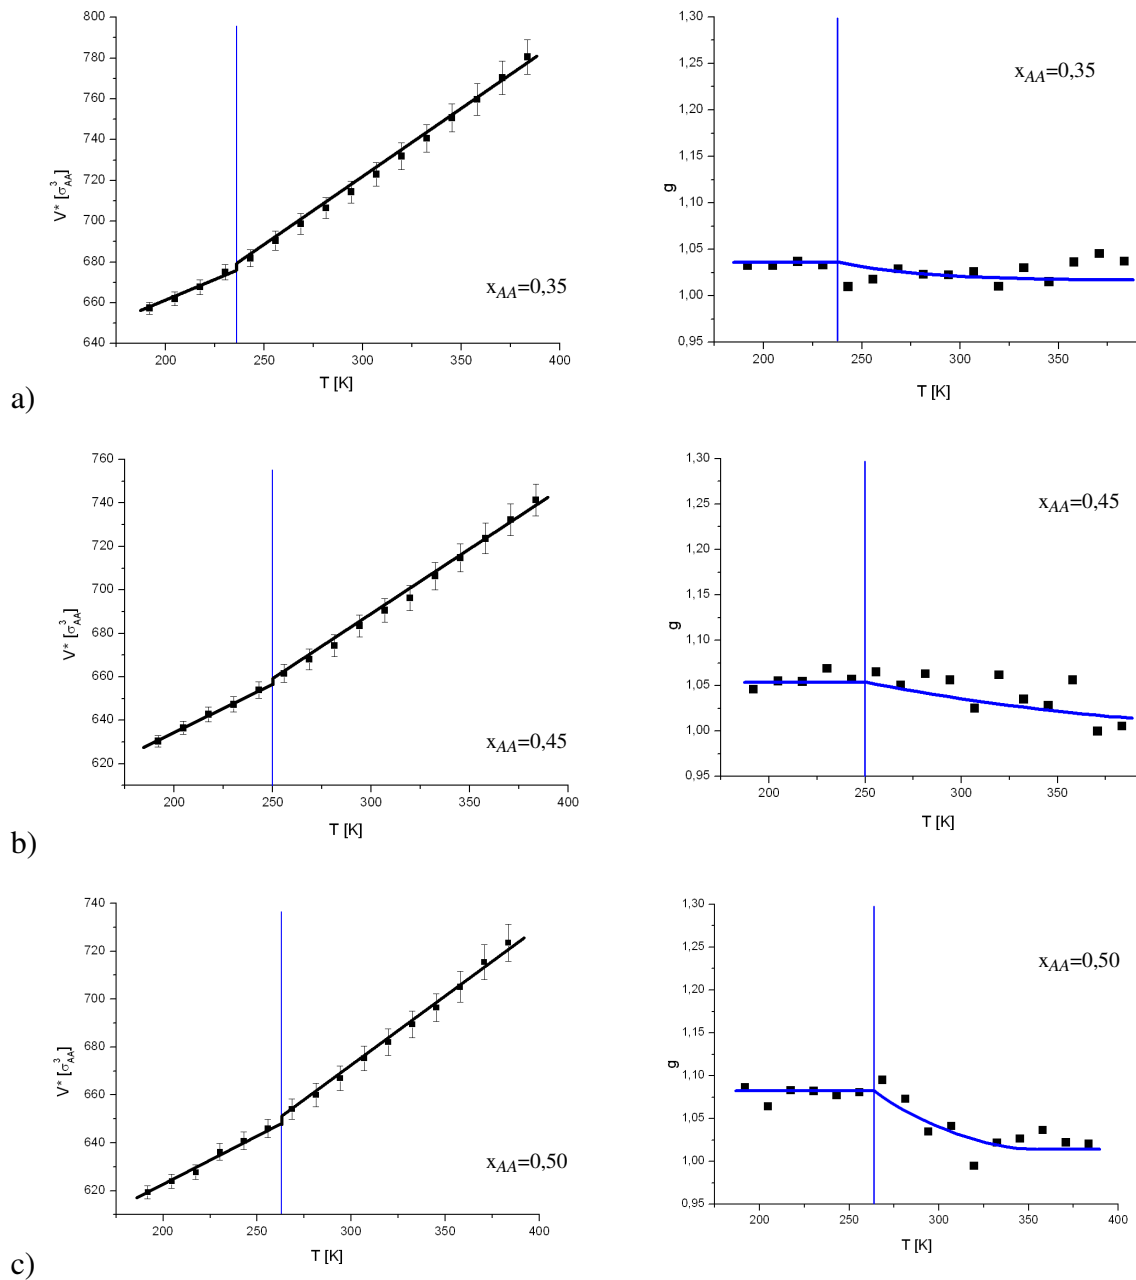 800
780
760
740
720
700
680
660
640
V* [σ³AA]
xAA=0,35
200 250 300 350 400
T [K]
1,30
1,25
1,20
1,15
1,10
1,05
1,00
0,95
g
xAA=0,35
200 250 300 350
T [K]
a)
760
740
720
700
680
660
640
620
V* [σ³AA]
xAA=0,45
200 250 300 350 400
T [K]
1,30
1,25
1,20
1,15
1,10
1,05
1,00
0,95
g
xAA=0,45
200 250 300 350
T [K]
b)
740
720
700
680
660
640
620
V* [σ³AA]
xAA=0,50
200 250 300 350 400
T [K]
1,30
1,25
1,20
1,15
1,10
1,05
1,00
0,95
g
xAA=0,50
200 250 300 350 400
T [K]
c)